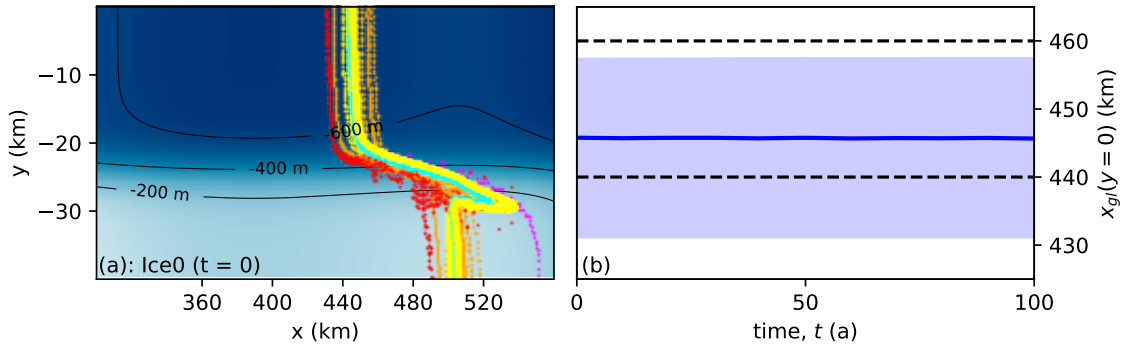 -600 m
-400 m
-200 m
(a): Ice0 (t = 0)
−10
−20
−30
y (km)
360 400 440 480 520
x (km)
(b)
0 50 100
time, t (a)
460
450
440
430
x_gl(y = 0) (km)